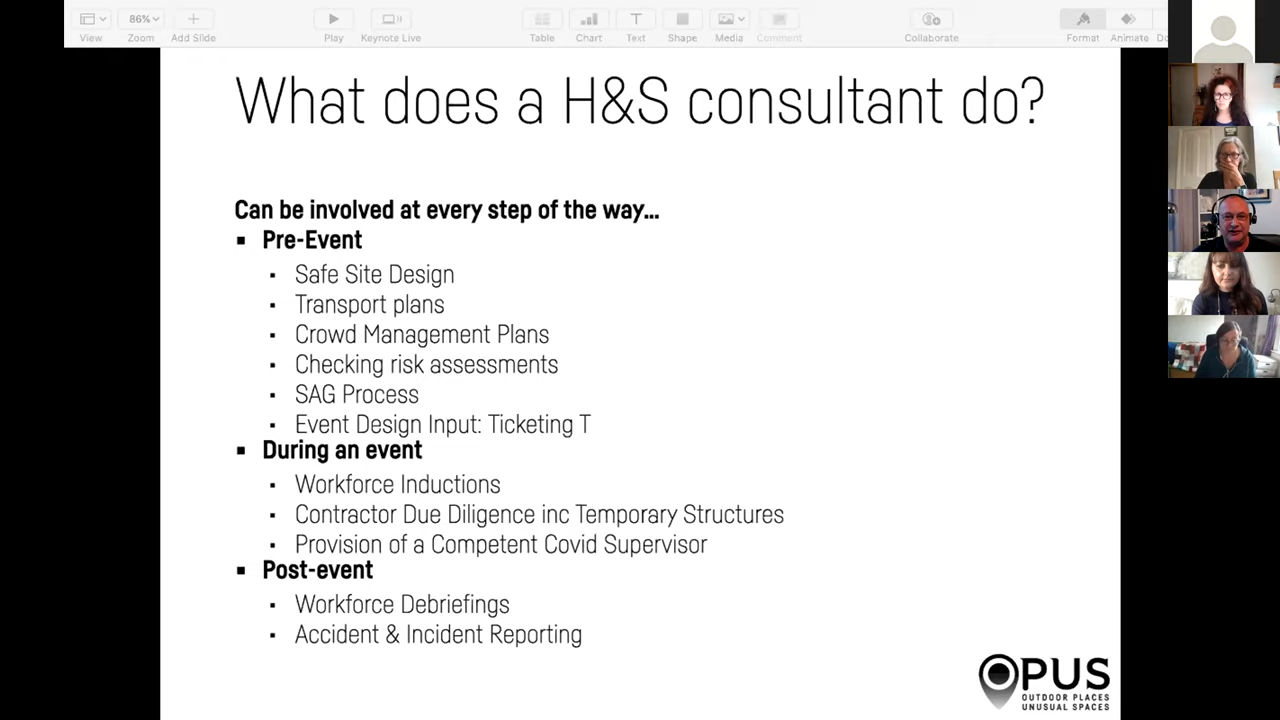 86%
View
Zoom
Add Slide
Play
Keynote Live
Table
Chart
Text
Shape
Media
Comment
Collaborate
Format
Animate
What does a H&S consultant do?
Can be involved at every step of the way...
Pre-Event
Safe Site Design
Transport plans
Crowd Management Plans
Checking risk assessments
SAG Process
Event Design Input: Ticketing T
During an event
Workforce Inductions
Contractor Due Diligence inc Temporary Structures
Provision of a Competent Covid Supervisor
Post-event
Workforce Debriefings
Accident & Incident Reporting
OPUS
OUTDOOR PLACES
UNUSUAL SPACES